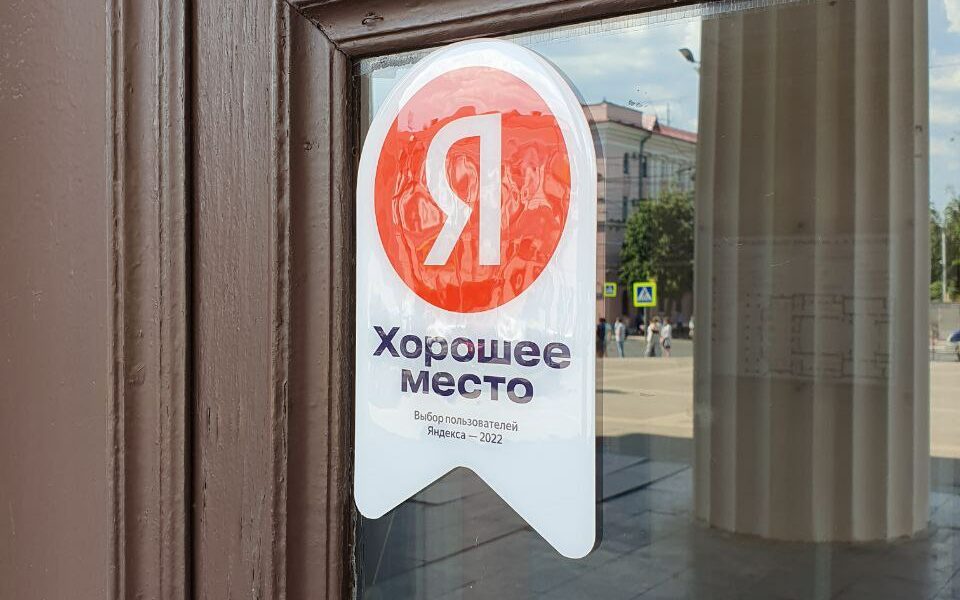 Я
Хорошее
место
Выбор пользователей
Яндекса — 2022